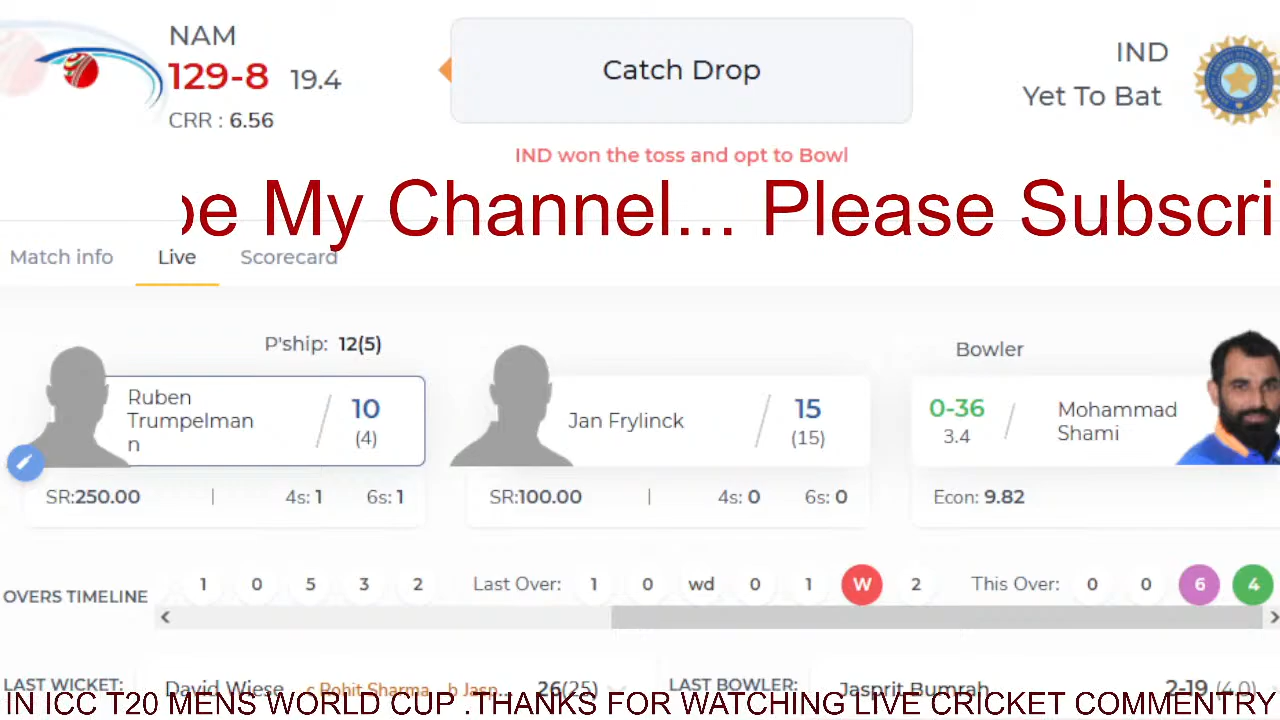 NAM
129-8 19.4
CRR : 6.56
Catch Drop
IND won the toss and opt to Bowl
IND
Yet To Bat
be My Channel... Please Subscri
Match info Live Scorecard
P'ship: 12(5)
Ruben
Trumpelman
n
10
(4)
SR:250.00 | 4s: 1 6s: 1
Jan Frylinck
15
(15)
SR:100.00 | 4s: 0 6s: 0
Bowler
0-36
3.4
Mohammad
Shami
Econ: 9.82
OVERS TIMELINE 1 0 5 3 2 Last Over: 1 0 wd 0 1 W 2 This Over: 0 0 6 4
LAST WICKET: David Wiese c Rohit Sharma b Jasp... 26(25) LAST BOWLER: Jasprit Bumrah 2-19 (4.0)
IN ICC T20 MENS WORLD CUP .THANKS FOR WATCHING LIVE CRICKET COMMENTRY